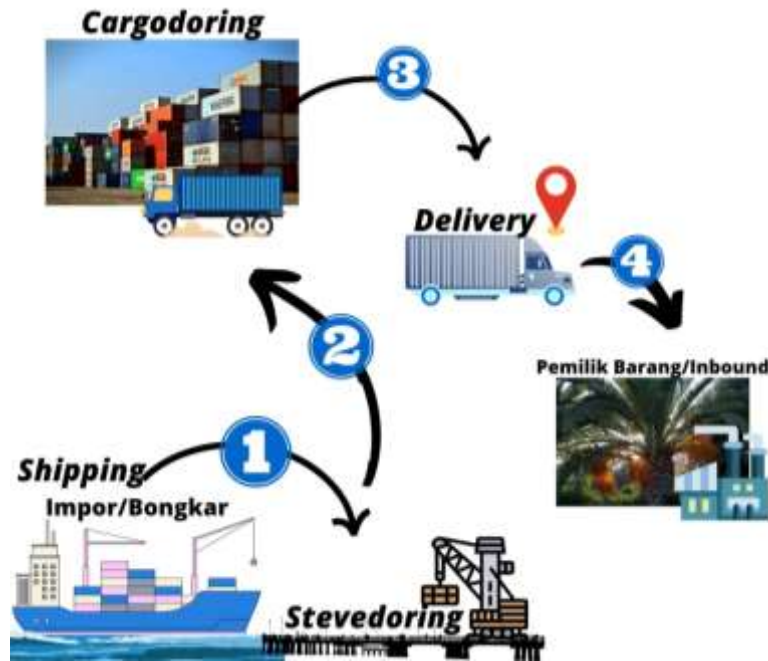 Cargodoring
3
Delivery
4
2
Pemilik Barang/Inbound
1
Shipping
Impor/Bongkar
Stevedoring